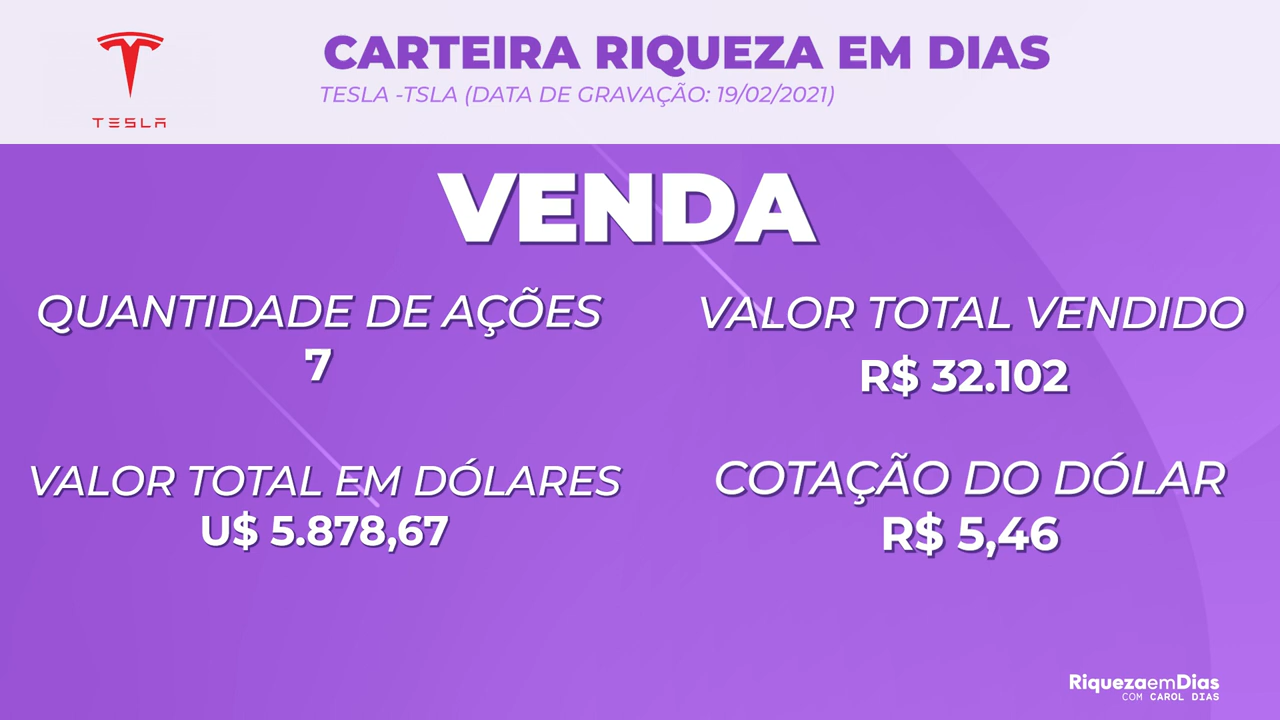 TESLA
CARTEIRA RIQUEZA EM DIAS
TESLA -TSLA (DATA DE GRAVAÇÃO: 19/02/2021)
VENDA
QUANTIDADE DE AÇÕES
7
VALOR TOTAL VENDIDO
R$ 32.102
VALOR TOTAL EM DÓLARES
U$ 5.878,67
COTAÇÃO DO DÓLAR
R$ 5,46
RiquezaemDias
COM CAROL DIAS